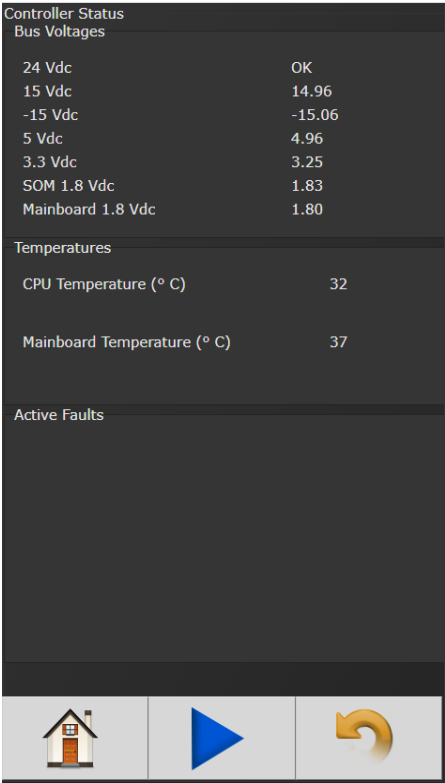 Controller Status
Bus Voltages
24 Vdc OK
15 Vdc 14.96
-15 Vdc -15.06
5 Vdc 4.96
3.3 Vdc 3.25
SOM 1.8 Vdc 1.83
Mainboard 1.8 Vdc 1.80
Temperatures
CPU Temperature (° C) 32
Mainboard Temperature (° C) 37
Active Faults